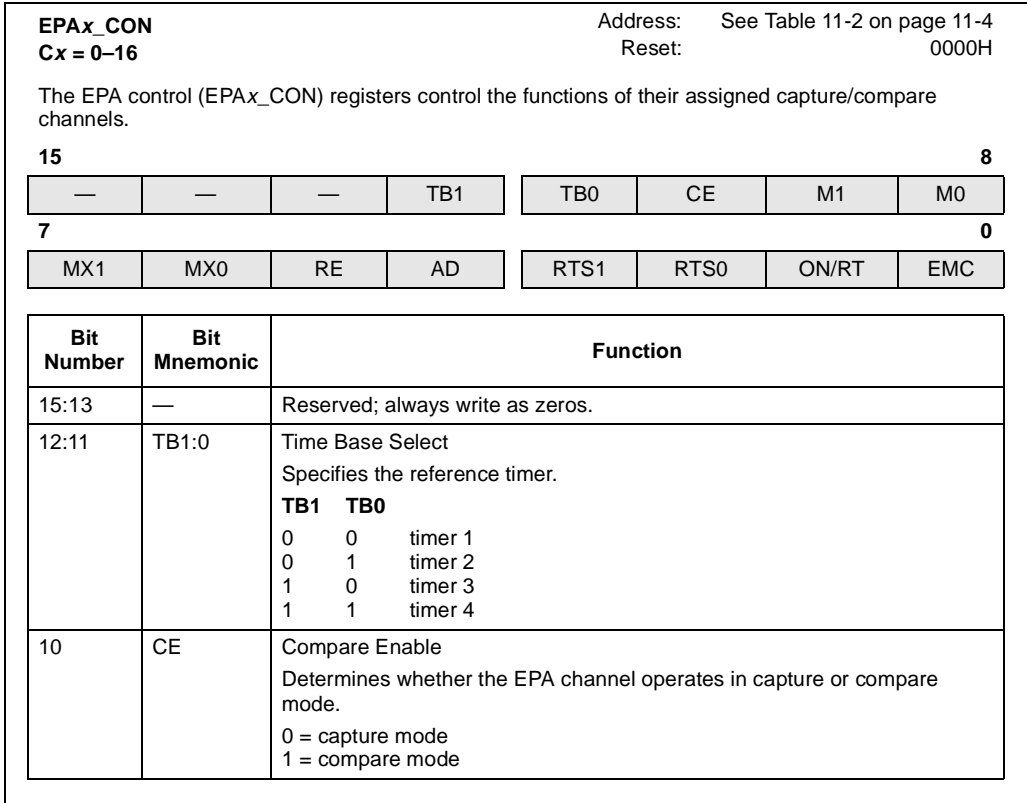 EPAx_CON Address: See Table 11-2 on page 11-4
Cx = 0–16 Reset: 0000H
The EPA control (EPAx_CON) registers control the functions of their assigned capture/compare
channels.
15 8
— — — TB1 TB0 CE M1 M0
7 0
MX1 MX0 RE AD RTS1 RTS0 ON/RT EMC
Bit Number Bit Mnemonic Function
15:13 — Reserved; always write as zeros.
12:11 TB1:0 Time Base Select
Specifies the reference timer.
TB1 TB0
0 0 timer 1
0 1 timer 2
1 0 timer 3
1 1 timer 4
10 CE Compare Enable
Determines whether the EPA channel operates in capture or compare
mode.
0 = capture mode
1 = compare mode